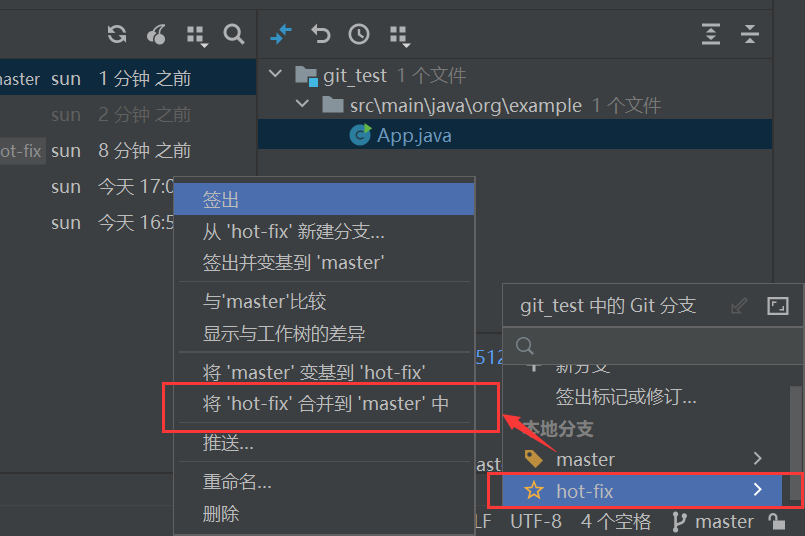 master sun 1 分钟 之前
sun 2 分钟 之前
hot-fix sun 8 分钟 之前
sun 今天 17:0
sun 今天 16:5
git_test 1 个文件
src\main\java\org\example 1 个文件
App.java
签出
从 'hot-fix' 新建分支...
签出并变基到 'master'
与'master'比较
显示与工作树的差异
将 'master' 变基到 'hot-fix'
将 'hot-fix' 合并到 'master' 中
推送...
重命名...
删除
512
ast
git_test 中的 Git 分支
新分支
签出标记或修订...
本地分支
master
hot-fix
LF UTF-8 4 个空格 master